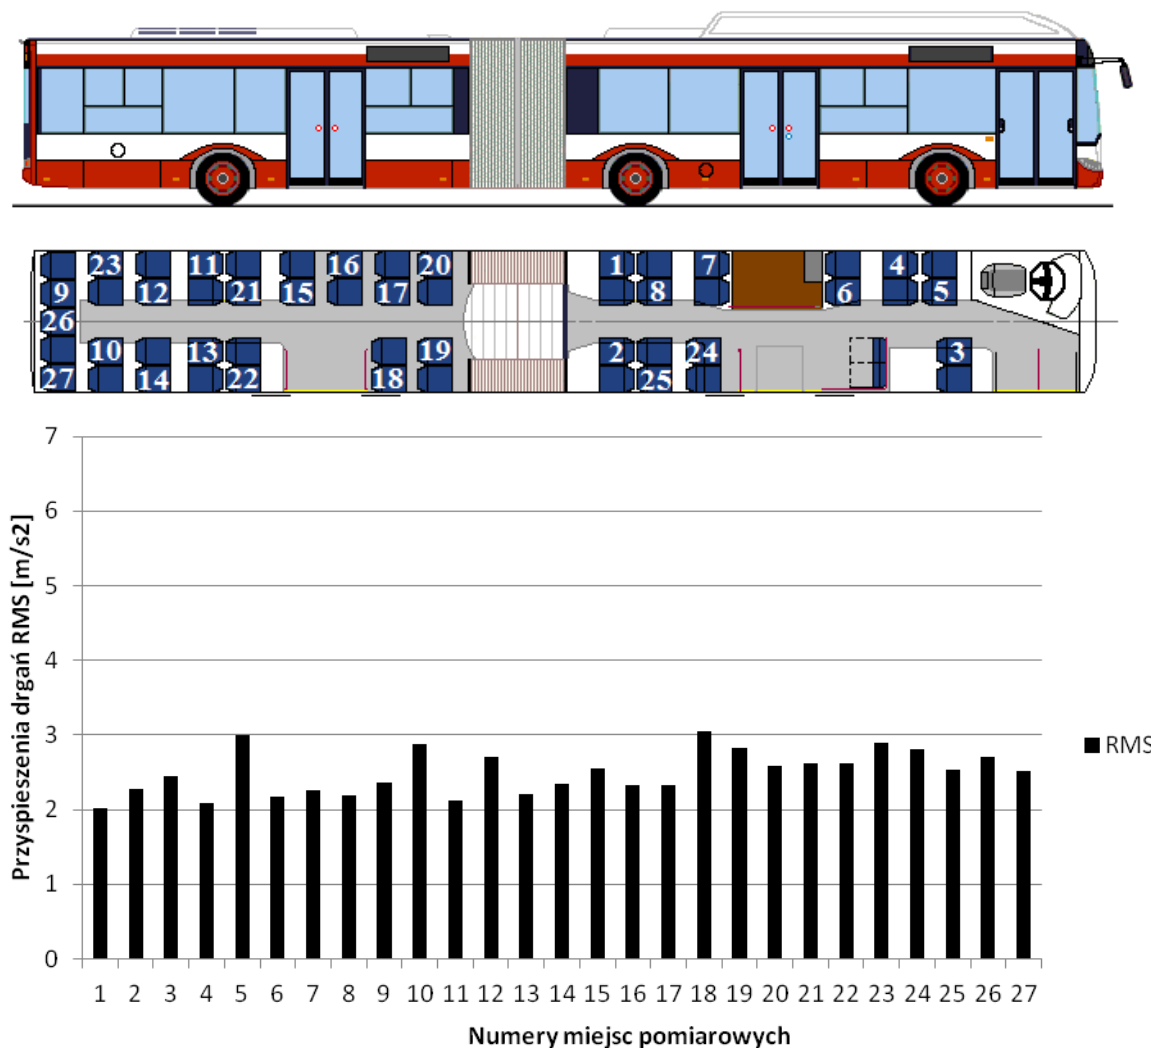 23 11 16 20 1 7 4
9 12 21 15 17 8 6 5
26
10 13 19 2 24 3
27 14 22 18 25
7
6
5
4
3
2
1
0
Przyspieszenia drgań RMS [m/s2]
RMS
1 2 3 4 5 6 7 8 9 10 11 12 13 14 15 16 17 18 19 20 21 22 23 24 25 26 27
Numery miejsc pomiarowych